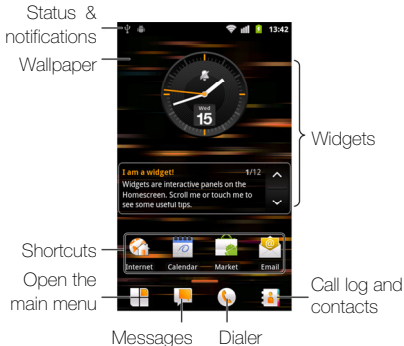 Status &
notifications
13:42
Wallpaper
Wed
15
Widgets
I am a widget! 1/12
Widgets are interactive panels on the
Homescreen. Scroll me or touch me to
see some useful tips.
Shortcuts
Internet Calendar Market Email
Open the
main menu
Call log and
contacts
Messages Dialer